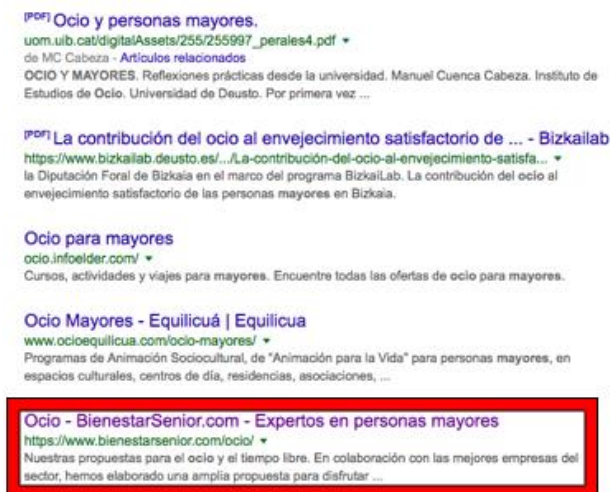 [PDF] Ocio y personas mayores.
uom.uib.cat/digitalAssets/255/255997_perales4.pdf
de MC Cabeza - Artículos relacionados
OCIO Y MAYORES. Reflexiones prácticas desde la universidad. Manuel Cuenca Cabeza. Instituto de
Estudios de Ocio. Universidad de Deusto. Por primera vez ...
[PDF] La contribución del ocio al envejecimiento satisfactorio de ... - Bizkailab
https://www.bizkailab.deusto.es/.../La-contribución-del-ocio-al-envejecimiento-satisfa...
la Diputación Foral de Bizkaia en el marco del programa BizkaiLab. La contribución del ocio al
envejecimiento satisfactorio de las personas mayores en Bizkaia.
Ocio para mayores
ocio.infoelder.com/
Cursos, actividades y viajes para mayores. Encuentre todas las ofertas de ocio para mayores.
Ocio Mayores - Equilicuá | Equilicua
www.ocioequilicua.com/ocio-mayores/
Programas de Animación Sociocultural, de "Animación para la Vida" para personas mayores, en
espacios culturales, centros de día, residencias, asociaciones, ...
Ocio - BienestarSenior.com - Expertos en personas mayores
https://www.bienestarsenior.com/ocio/
Nuestras propuestas para el ocio y el tiempo libre. En colaboración con las mejores empresas del
sector, hemos elaborado una amplia propuesta para disfrutar ...